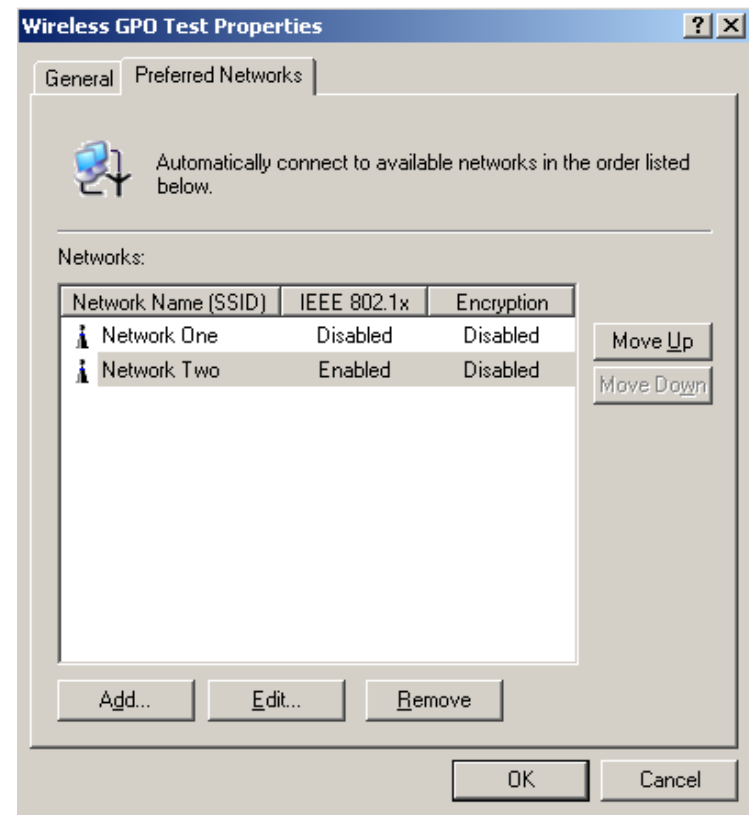 Wireless GPO Test Properties
? X
General Preferred Networks
Automatically connect to available networks in the order listed
below.
Networks:
Network Name (SSID) IEEE 802.1x Encryption
Network One Disabled Disabled
Network Two Enabled Disabled
Move Up
Move Down
Add... Edit... Remove
OK Cancel